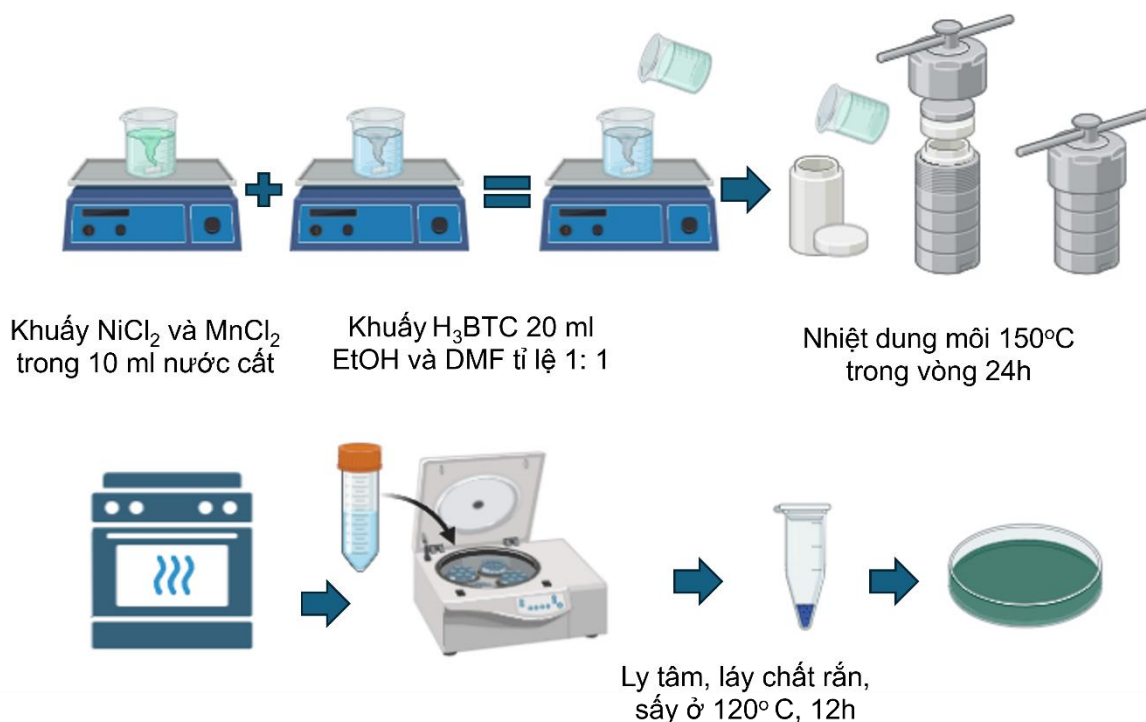 Khuấy NiCl₂ và MnCl₂
trong 10 ml nước cất
Khuấy H₃BTC 20 ml
EtOH và DMF tỉ lệ 1: 1
Nhiệt dung môi 150ºC
trong vòng 24h
Ly tâm, láy chất rắn,
sấy ở 120º C, 12h